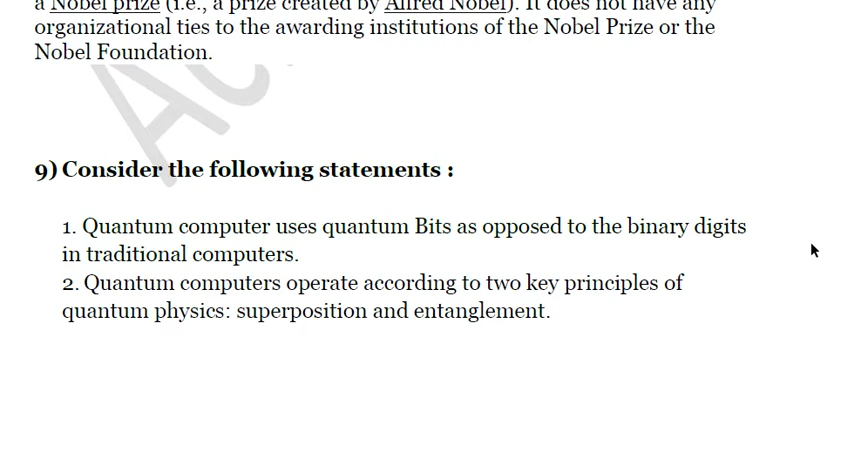 a Nobel prize (i.e., a prize created by Alfred Nobel). It does not have any
organizational ties to the awarding institutions of the Nobel Prize or the
Nobel Foundation.
9) Consider the following statements :
1. Quantum computer uses quantum Bits as opposed to the binary digits
in traditional computers.
2. Quantum computers operate according to two key principles of
quantum physics: superposition and entanglement.